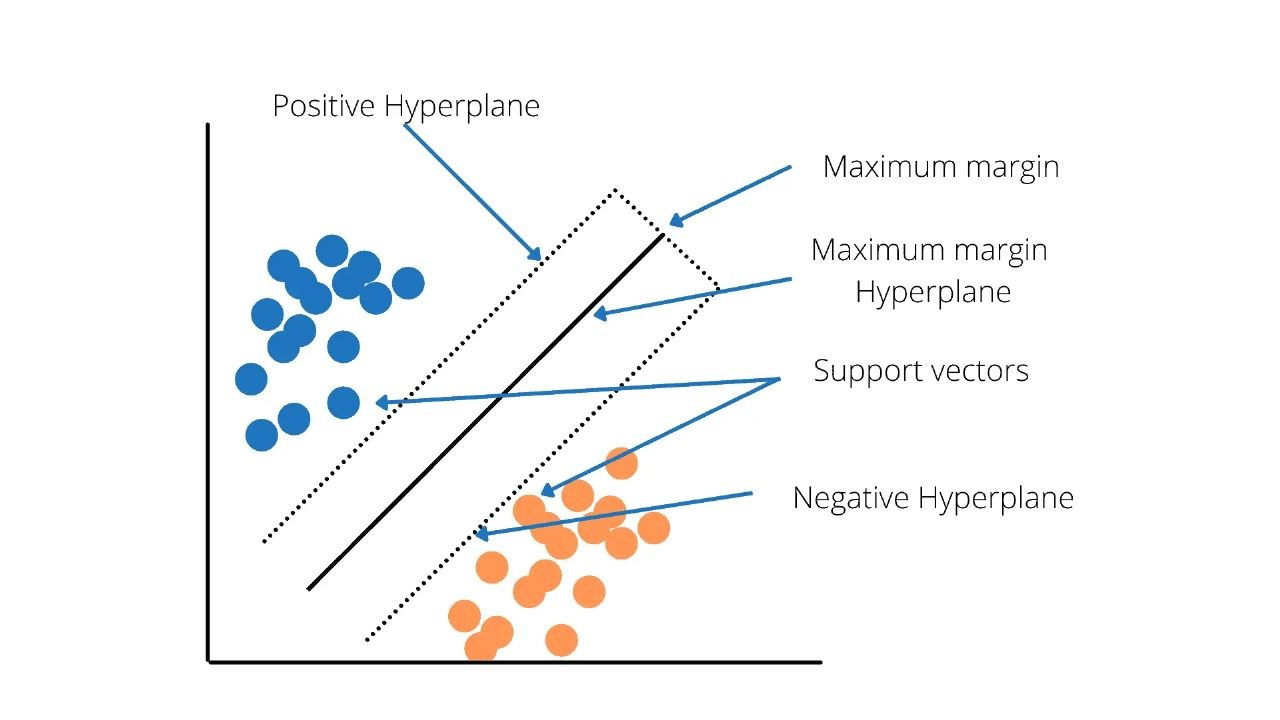 Positive Hyperplane
Maximum margin
Maximum margin
Hyperplane
Support vectors
Negative Hyperplane